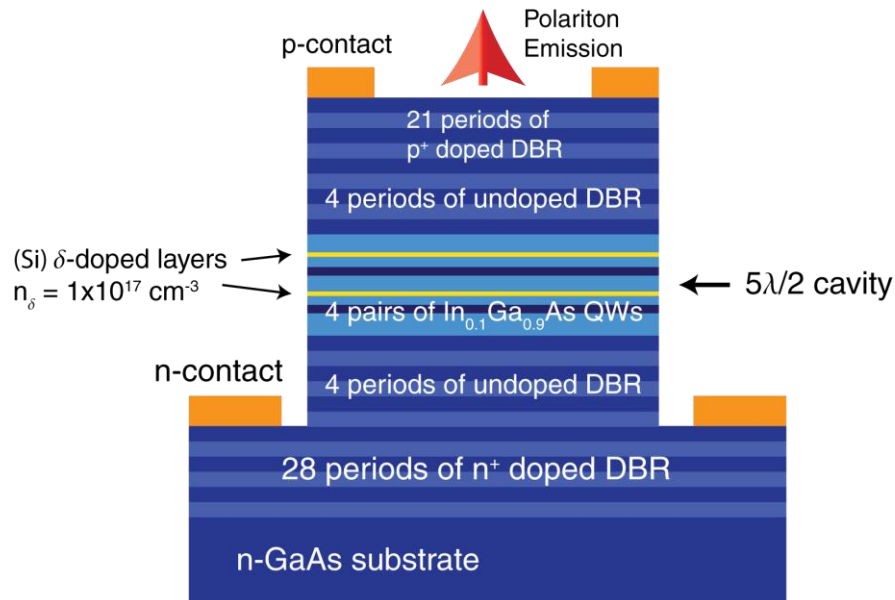 Polariton
Emission
p-contact
21 periods of
p⁺ doped DBR
4 periods of undoped DBR
(Si) δ-doped layers
n_δ = 1x10¹⁷ cm⁻³
5λ/2 cavity
4 pairs of In₀.₁Ga₀.₉As QWs
n-contact
4 periods of undoped DBR
28 periods of n⁺ doped DBR
n-GaAs substrate